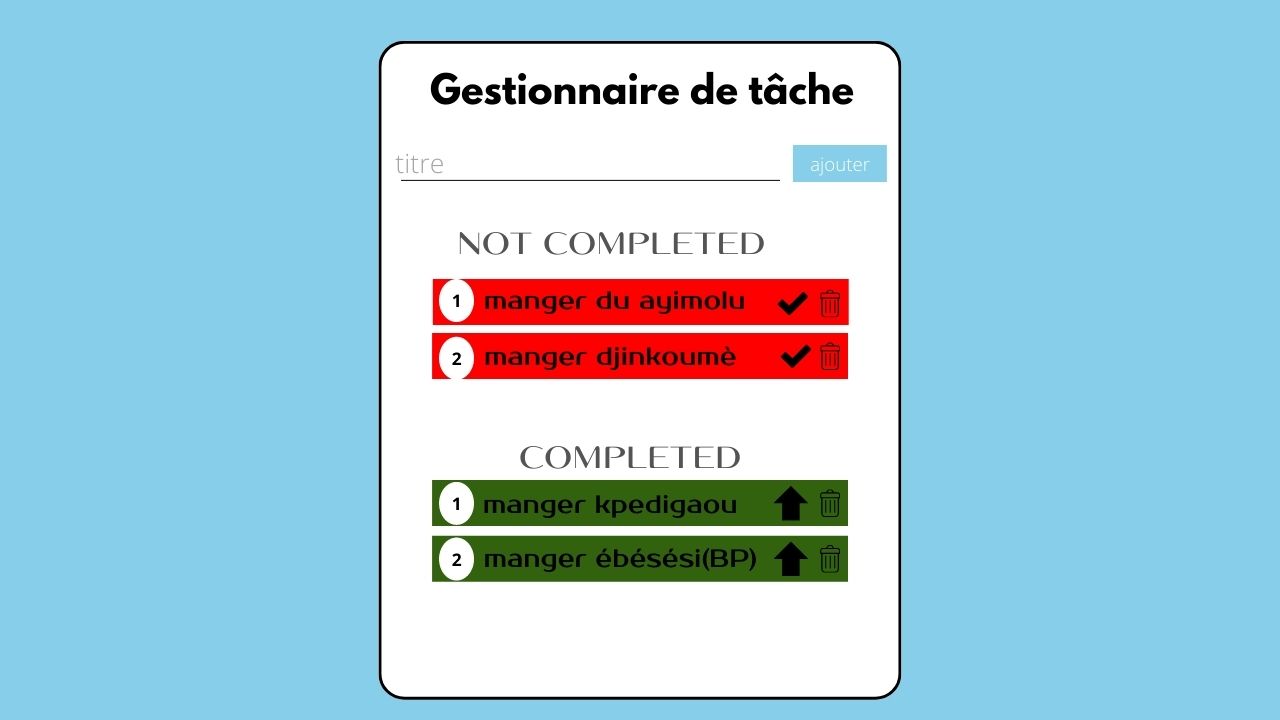 Gestionnaire de tâche
titre
ajouter
NOT COMPLETED
1 manger du ayimolu
2 manger djinkoumè
COMPLETED
1 manger kpedigaou
2 manger ébésési(BP)